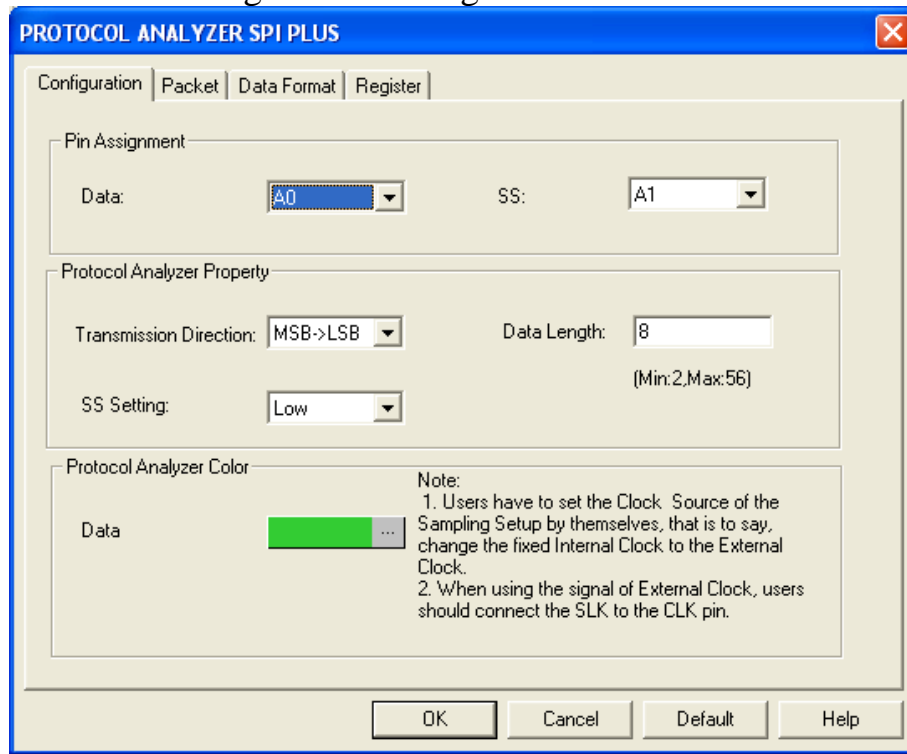 PROTOCOL ANALYZER SPI PLUS
Configuration Packet Data Format Register
Pin Assignment
Data: A0 SS: A1
Protocol Analyzer Property
Transmission Direction: MSB->LSB Data Length: 8
(Min:2,Max:56)
SS Setting: Low
Protocol Analyzer Color
Data ...
Note:
1. Users have to set the Clock Source of the
Sampling Setup by themselves, that is to say,
change the fixed Internal Clock to the External
Clock.
2. When using the signal of External Clock, users
should connect the SLK to the CLK pin.
OK Cancel Default Help